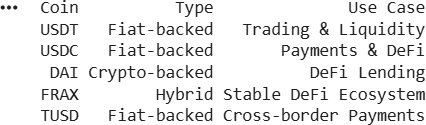 ••• Coin Type Use Case
USDT Fiat-backed Trading & Liquidity
USDC Fiat-backed Payments & DeFi
DAI Crypto-backed DeFi Lending
FRAX Hybrid Stable DeFi Ecosystem
TUSD Fiat-backed Cross-border Payments